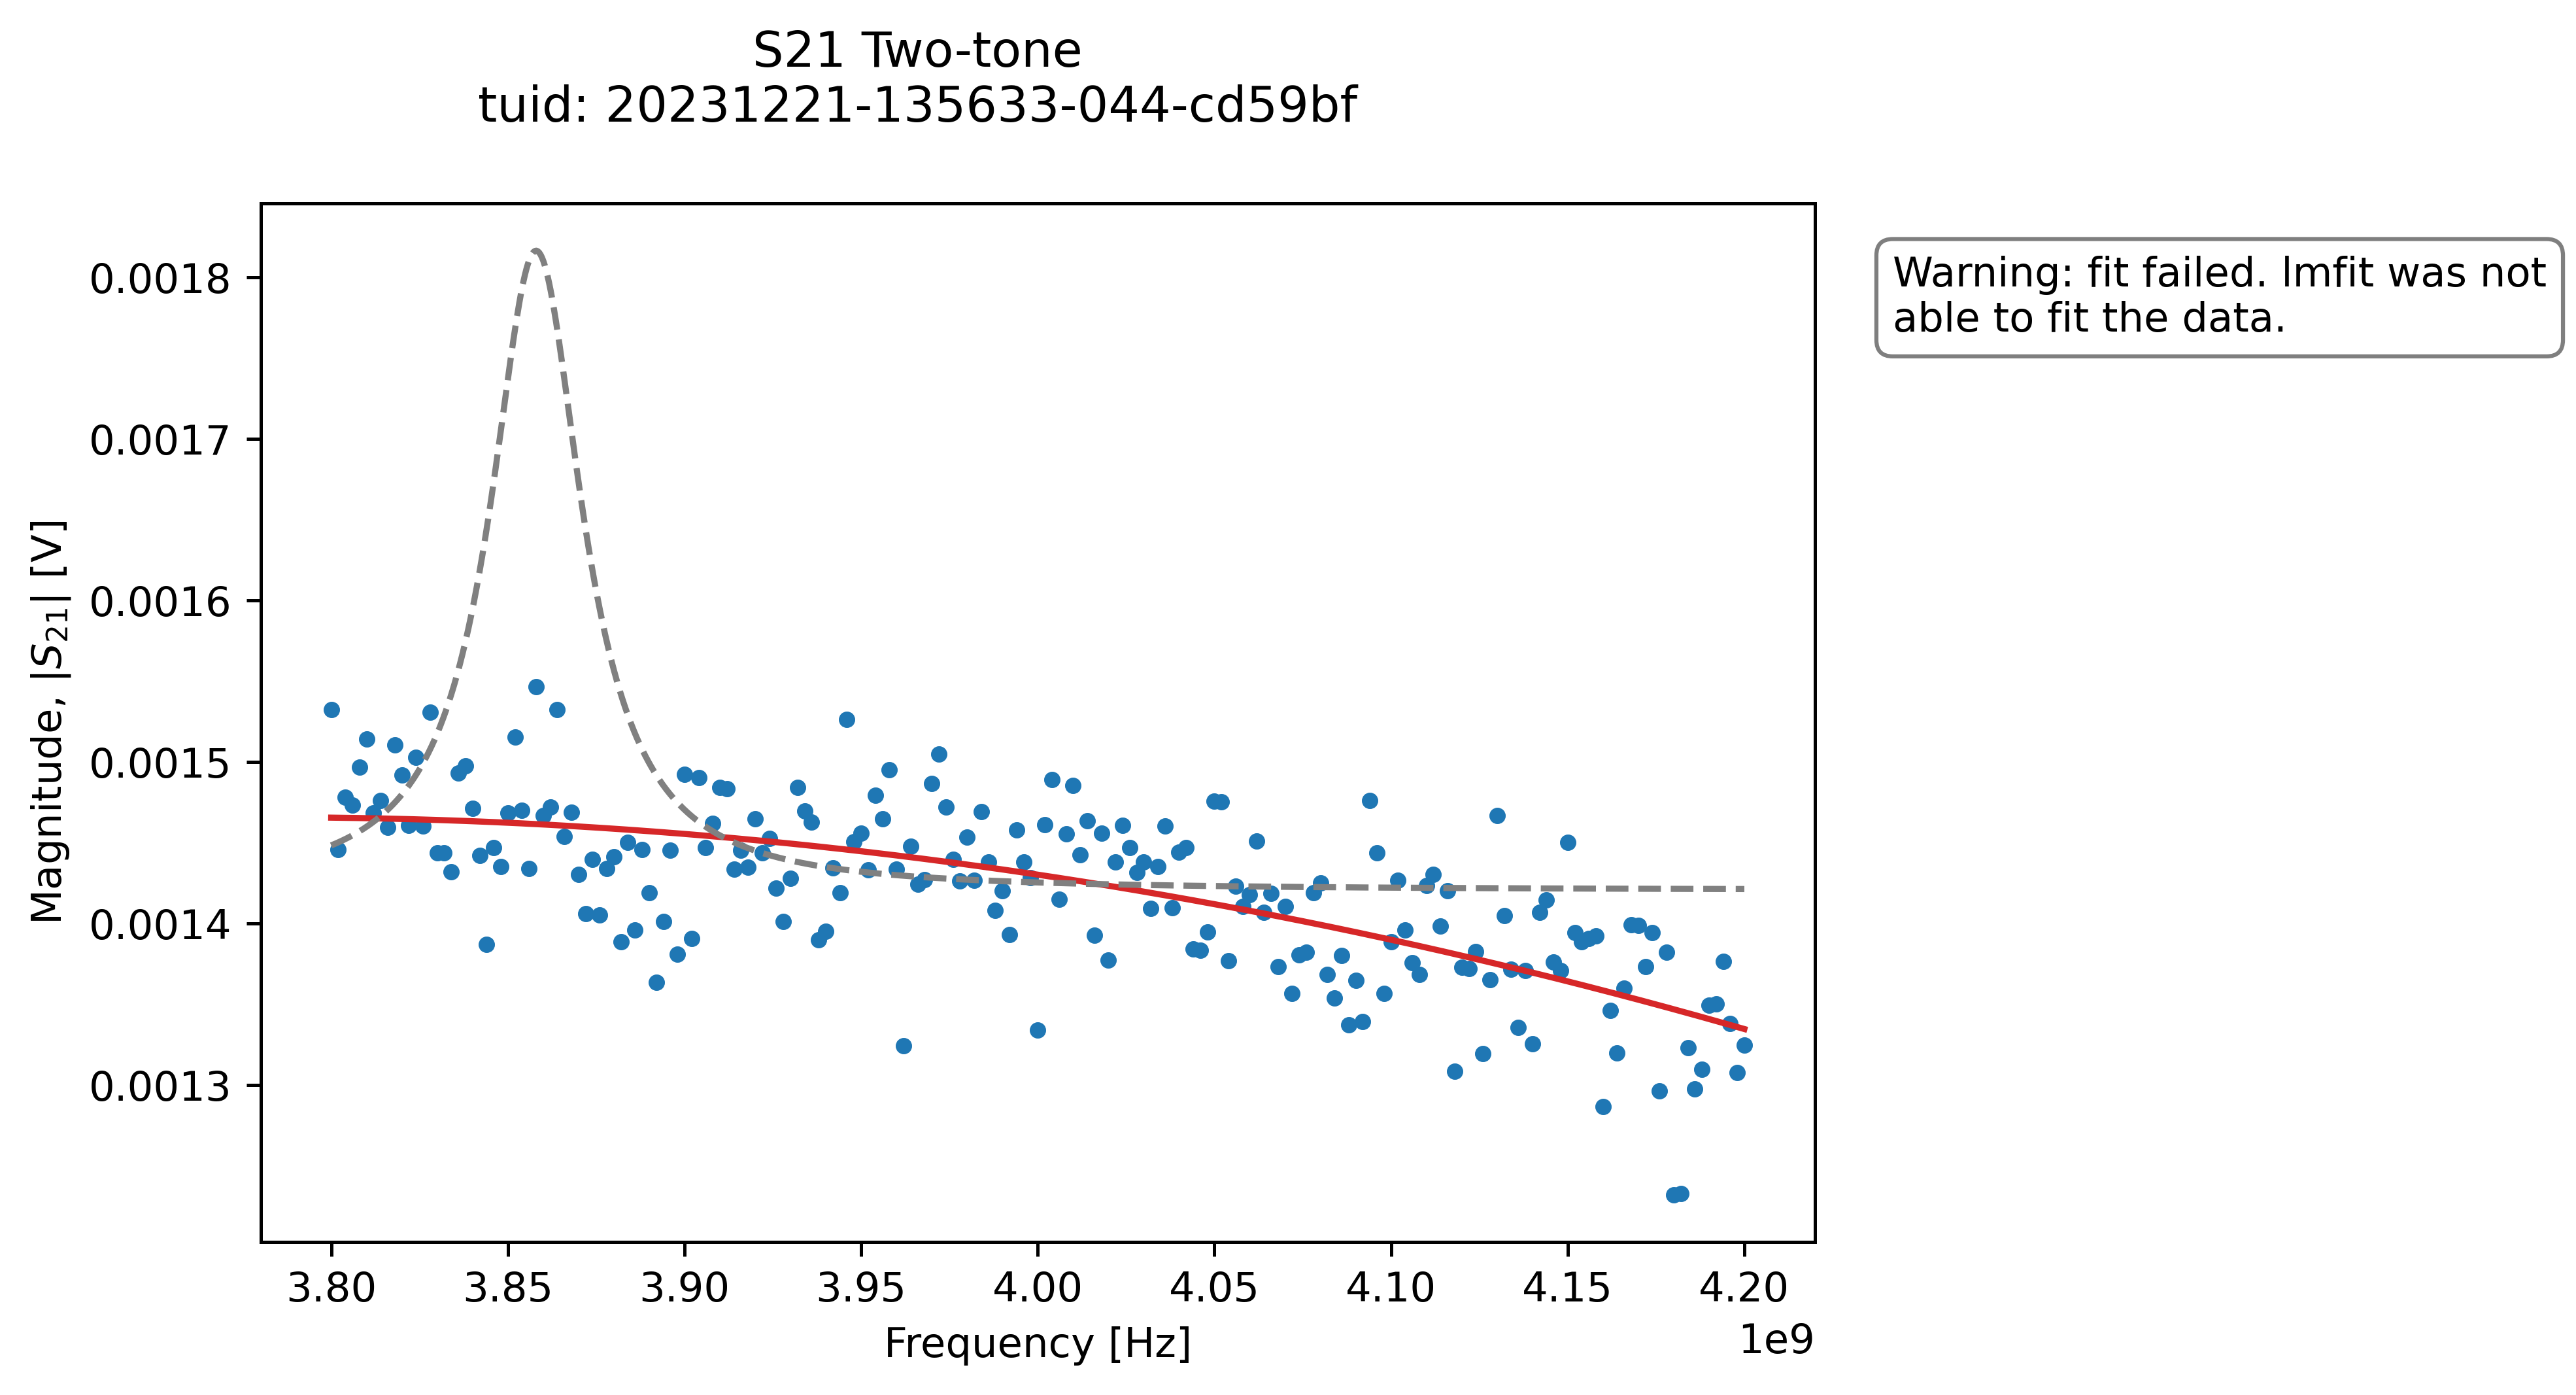 S21 Two-tone
tuid: 20231221-135633-044-cd59bf
Warning: fit failed. lmfit was not
able to fit the data.
Magnitude, |S21| [V]
0.0018
0.0017
0.0016
0.0015
0.0014
0.0013
3.80 3.85 3.90 3.95 4.00 4.05 4.10 4.15 4.20
Frequency [Hz]
1e9